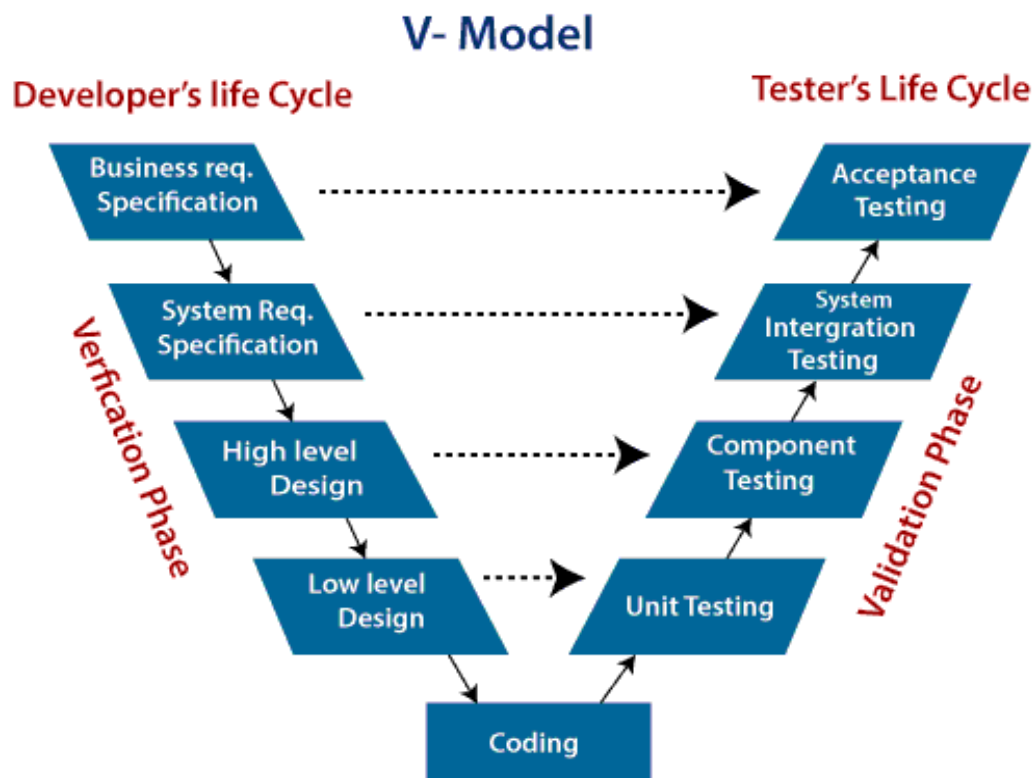 V- Model
Developer's life Cycle
Tester's Life Cycle
Business req.
Specification
Acceptance
Testing
System Req.
Specification
System
Intergration
Testing
Verfication Phase
High level
Design
Component
Testing
Validation Phase
Low level
Design
Unit Testing
Coding